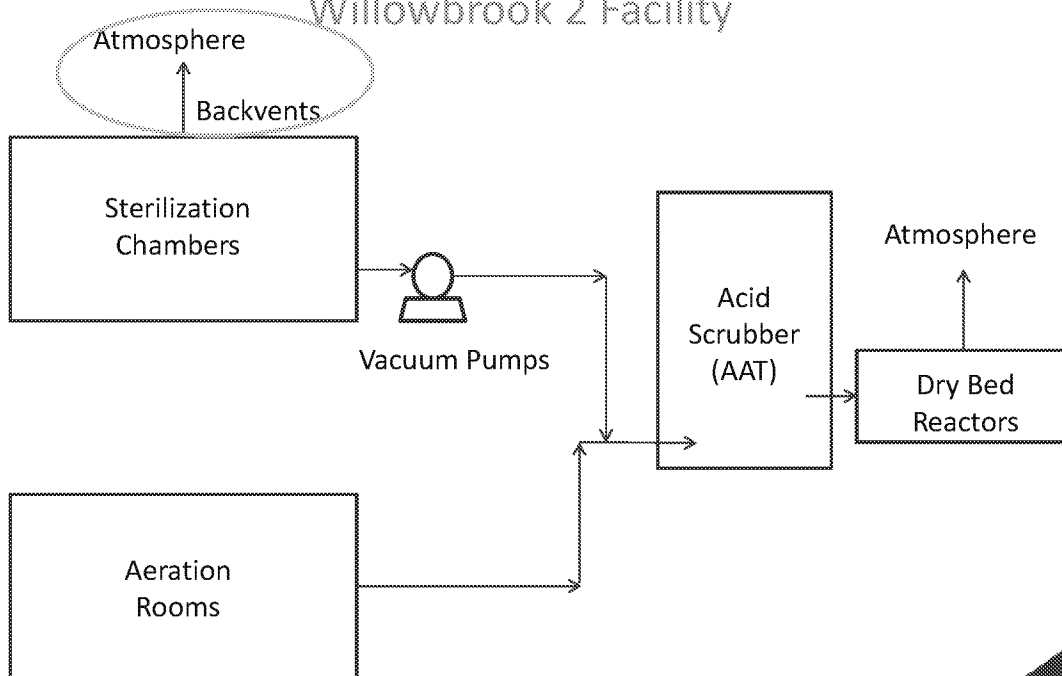 Willowbrook 2 Facility
Atmosphere
Backvents
Sterilization
Chambers
Vacuum Pumps
Acid
Scrubber
(AAT)
Atmosphere
Dry Bed
Reactors
Aeration
Rooms